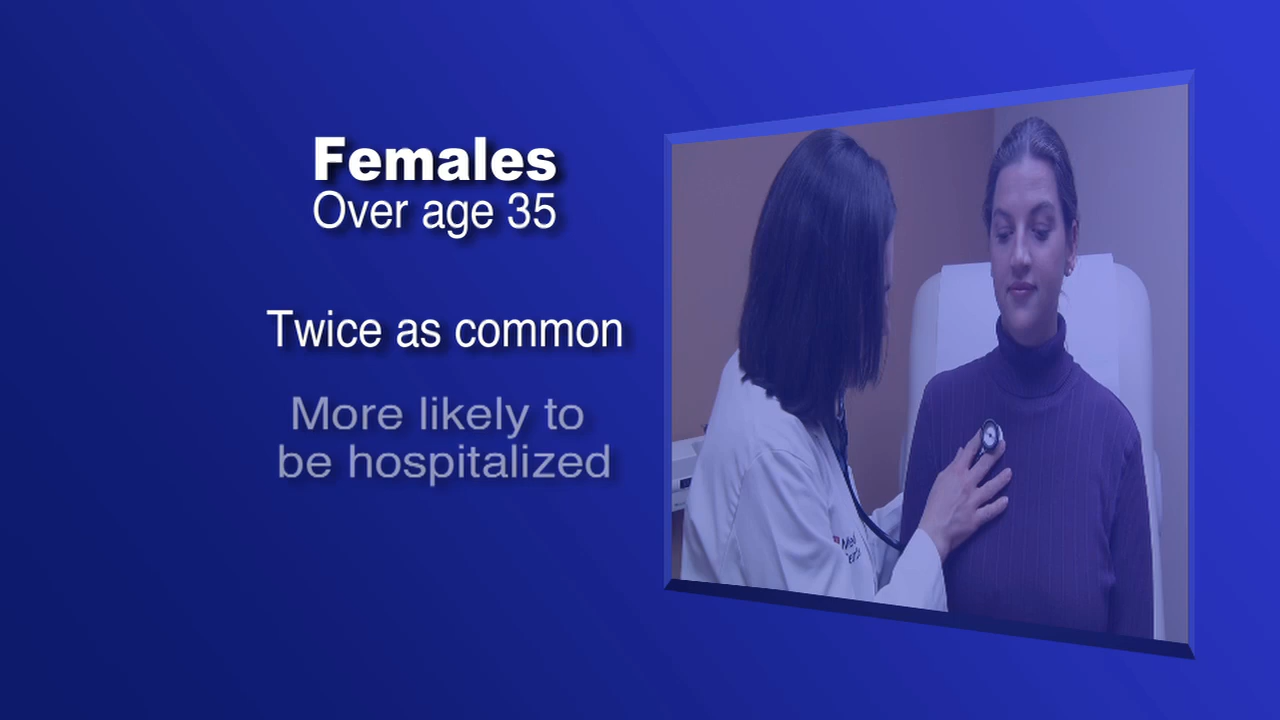 Females
Over age 35
Twice as common
More likely to
be hospitalized